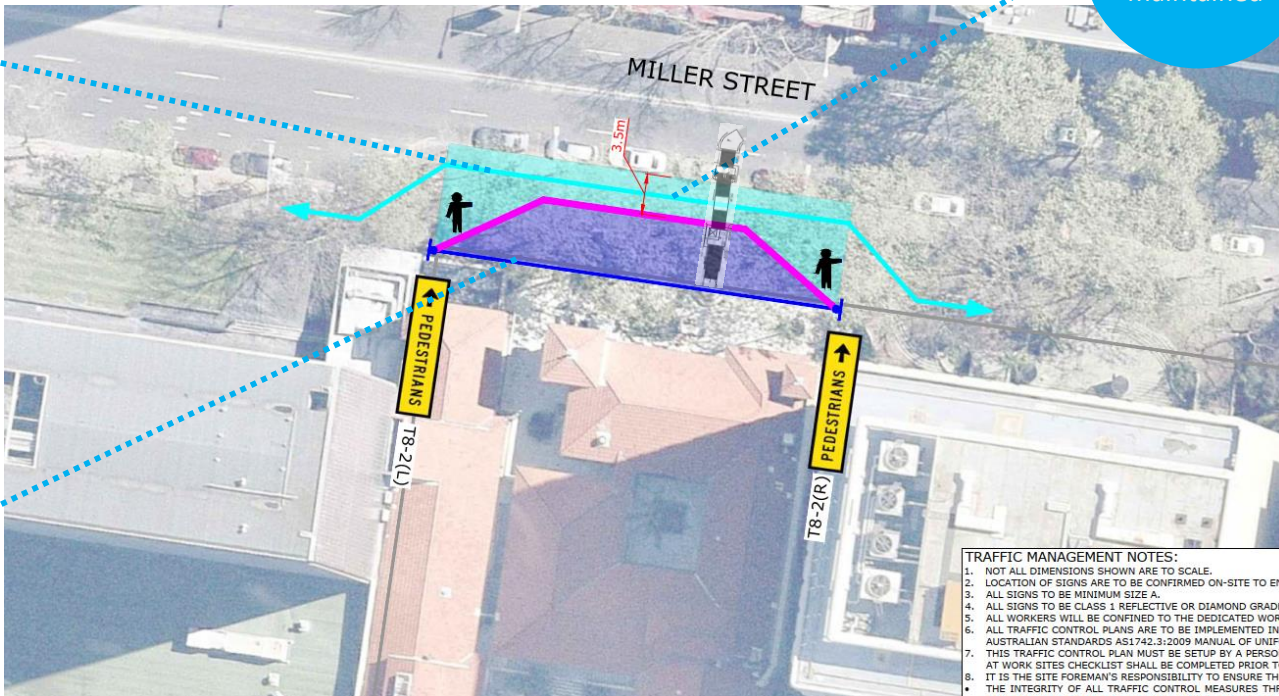 maintained
MILLER STREET
3.5m
PEDESTRIANS
T8-2(L)
PEDESTRIANS
T8-2(R)
TRAFFIC MANAGEMENT NOTES:
1. NOT ALL DIMENSIONS SHOWN ARE TO SCALE.
2. LOCATION OF SIGNS ARE TO BE CONFIRMED ON-SITE TO
3. ALL SIGNS TO BE MINIMUM SIZE A.
4. ALL SIGNS TO BE CLASS 1 REFLECTIVE OR DIAMOND
5. ALL WORKERS WILL BE CONFINED TO THE DEDICATED
6. ALL TRAFFIC CONTROL PLANS ARE TO BE IMPLEMENTED IN
AUSTRALIAN STANDARDS AS1742.3:2009 MANUAL OF
7. THIS TRAFFIC CONTROL PLAN MUST BE SETUP BY A
AT WORK SITES CHECKLIST SHALL BE COMPLETED PRIOR
8. IT IS THE SITE FOREMAN'S RESPONSIBILITY TO ENSURE
• THE INTEGRITY OF ALL TRAFFIC CONTROL MEASURES